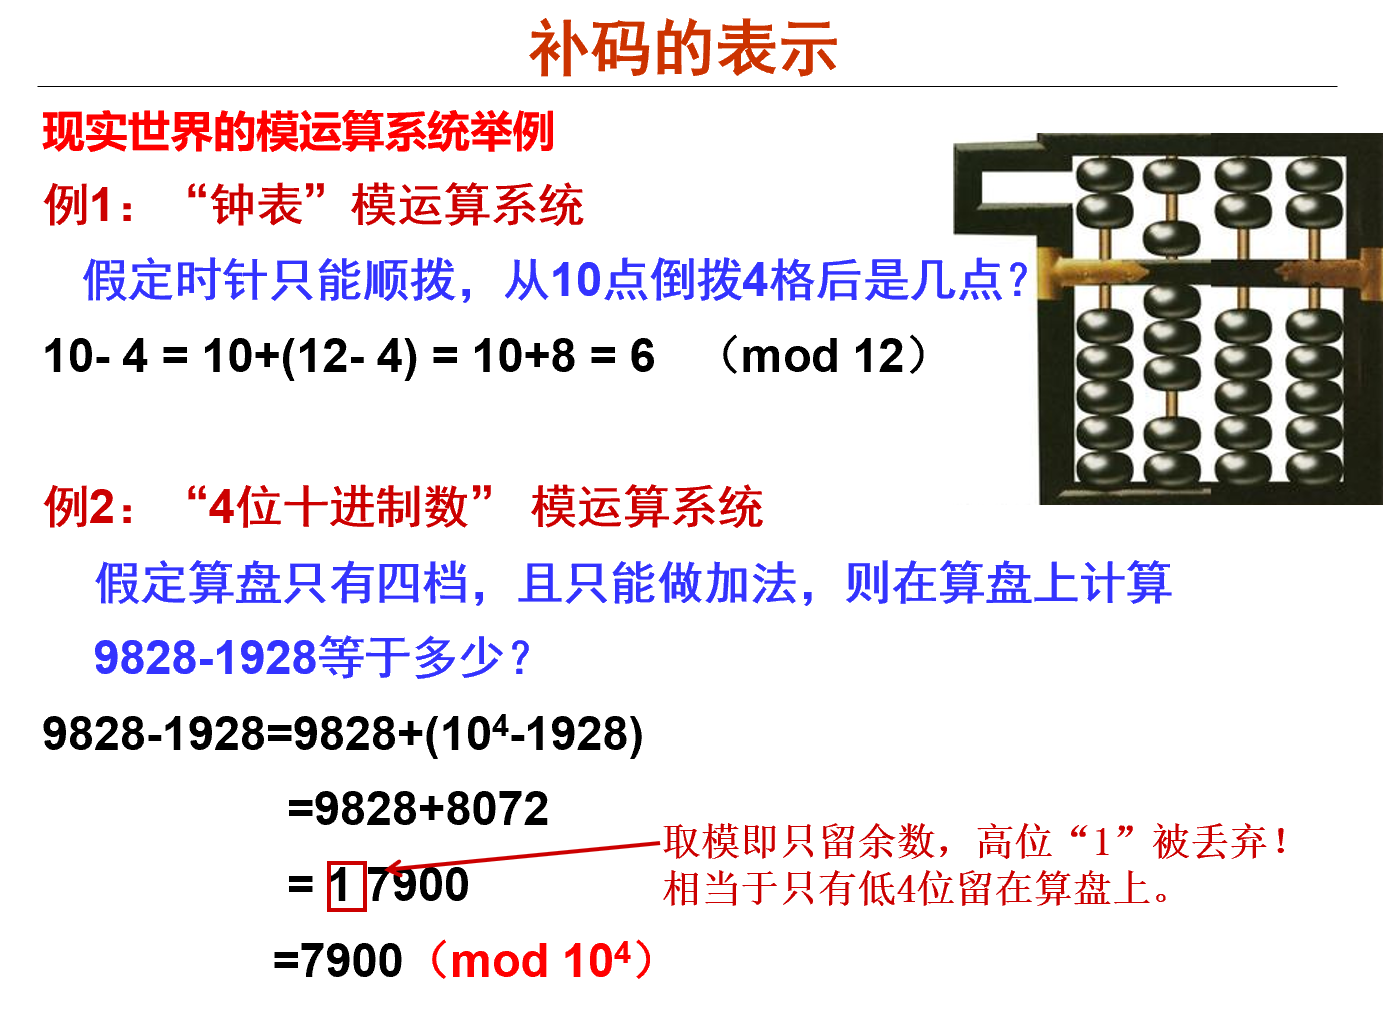 补码的表示
现实世界的模运算系统举例
例1：“钟表”模运算系统
假定时针只能顺拨，从10点倒拨4格后是几点？
10- 4 = 10+(12- 4) = 10+8 = 6 （mod 12）
例2：“4位十进制数” 模运算系统
假定算盘只有四档，且只能做加法，则在算盘上计算
9828-1928等于多少？
9828-1928=9828+(10⁴-1928)
=9828+8072
= 1 7900
取模即只留余数，高位“1”被丢弃！
相当于只有低4位留在算盘上。
=7900（mod 10⁴）